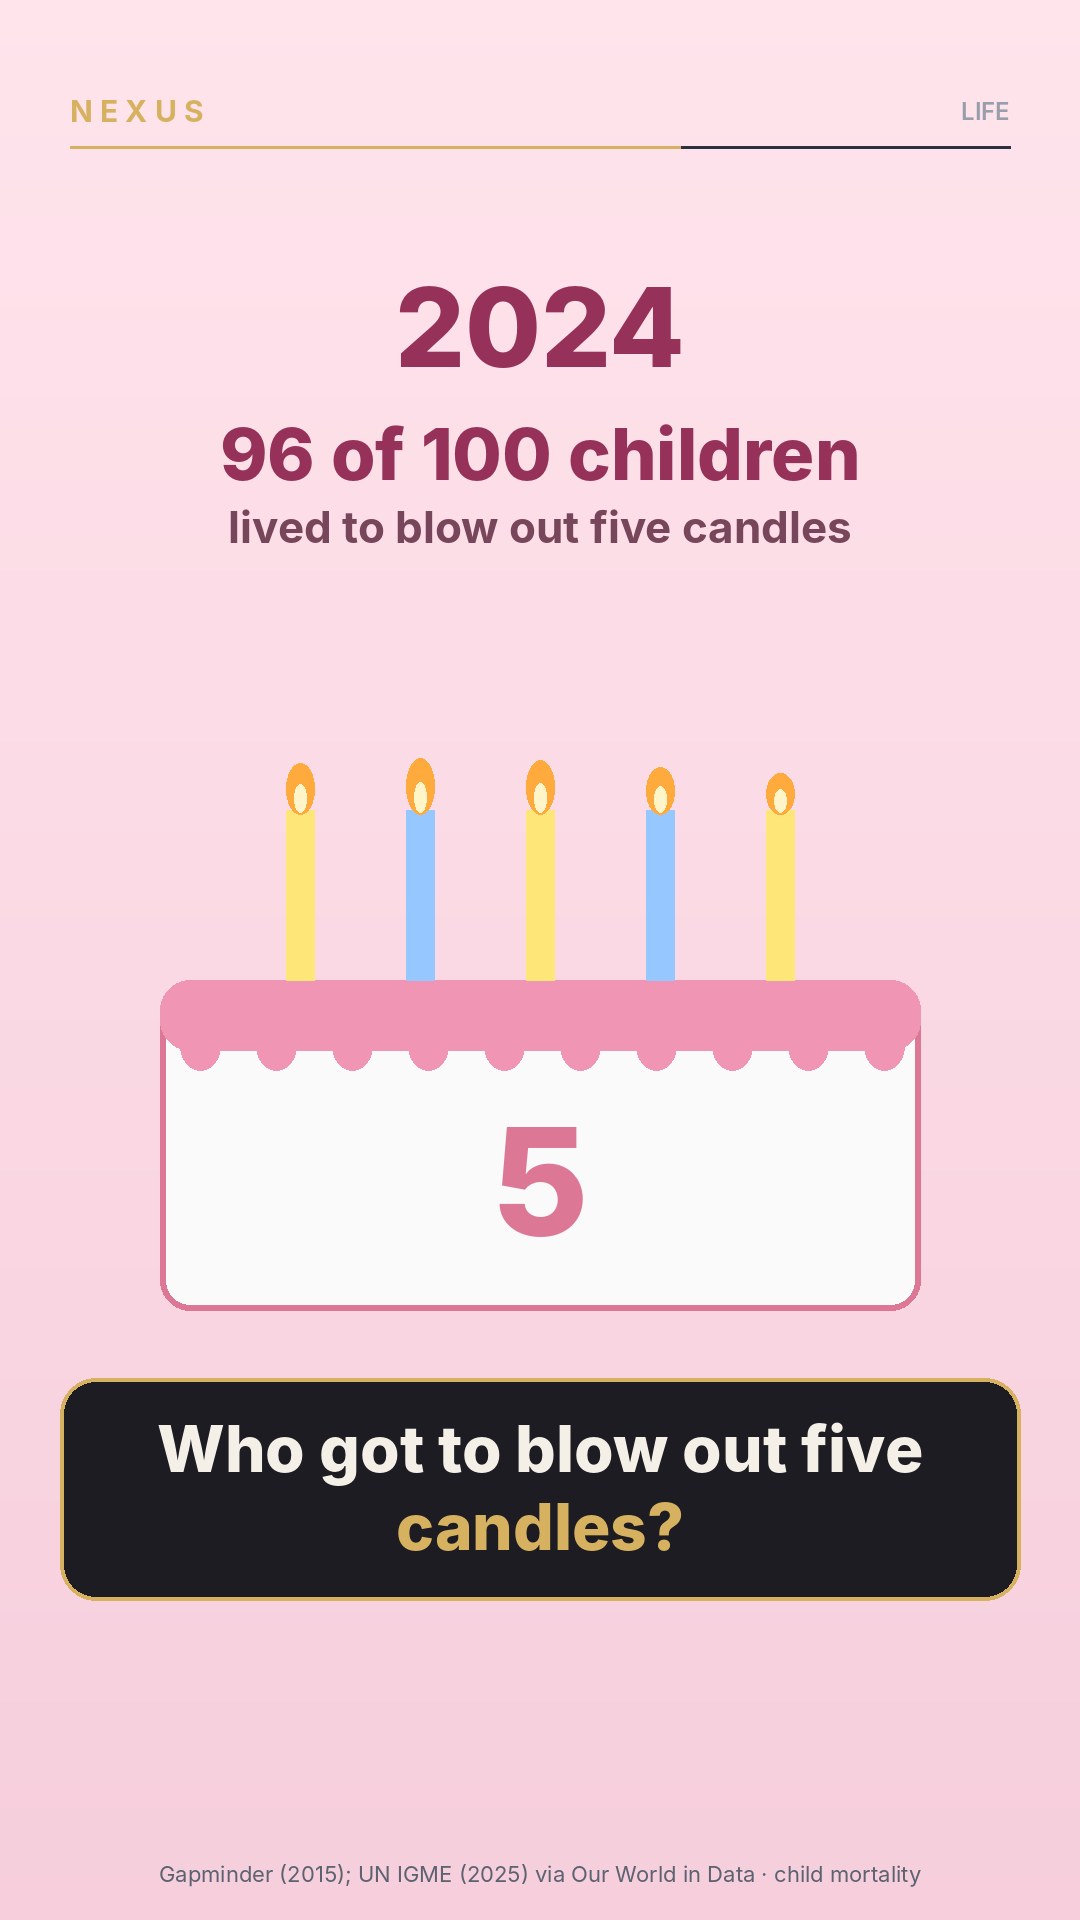 NEXUS
LIFE
2024
96 of 100 children
lived to blow out five candles
5
Who got to blow out five
candles?
Gapminder (2015); UN IGME (2025) via Our World in Data · child mortality